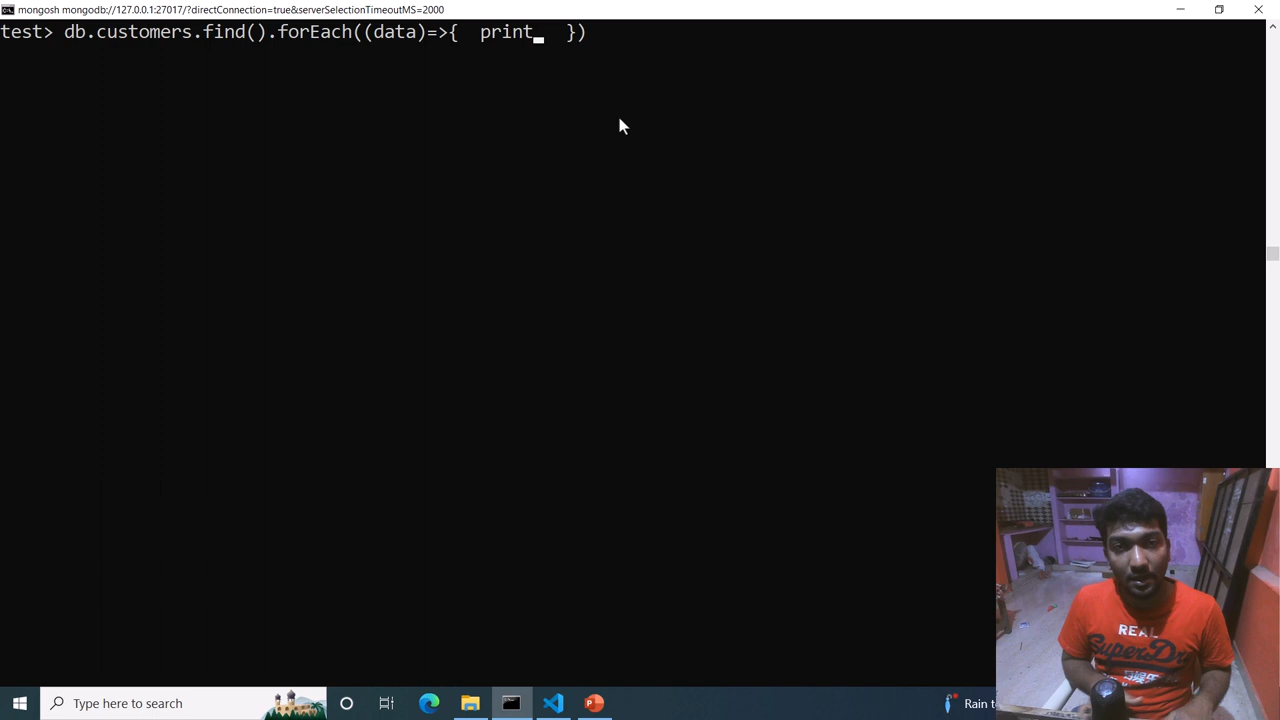 mongosh mongodb://127.0.0.1:27017/?directConnection=true&serverSelectionTimeoutMS=2000
test> db.customers.find().forEach((data)=>{  print_  })
REAL
SuperDr
Type here to search
Rain t